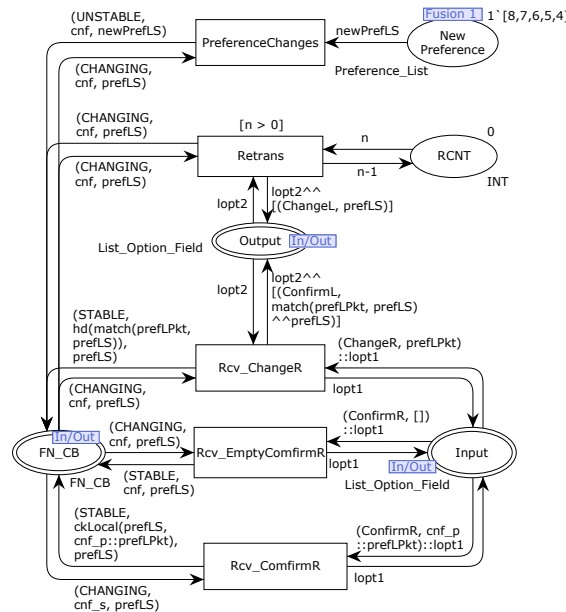 (UNSTABLE,
cnf, newPrefLS)
PreferenceChanges
newPrefLS
Fusion 1
1`[8,7,6,5,4]
New
Preference
Preference_List
(CHANGING,
cnf, prefLS)
(CHANGING,
cnf, prefLS)
[n > 0]
Retrans
n
n-1
0
RCNT
INT
(CHANGING,
cnf, prefLS)
lopt2
lopt2^^
[(ChangeL, prefLS)]
List_Option_Field
Output
In/Out
lopt2
lopt2^^
[(ConfirmL,
match(prefLPkt, prefLS)
^^prefLS)]
(STABLE,
hd(match(prefLPkt,
prefLS)),
prefLS)
Rcv_ChangeR
(ChangeR, prefLPkt)
::lopt1
lopt1
(CHANGING,
cnf, prefLS)
In/Out
FN_CB
FN_CB
(CHANGING,
cnf, prefLS)
Rcv_EmptyComfirmR
(ConfirmR, [])
::lopt1
lopt1
Input
In/Out
List_Option_Field
(STABLE,
cnf, prefLS)
(STABLE,
ckLocal(prefLS,
cnf_p::prefLPkt),
prefLS)
Rcv_ComfirmR
(ConfirmR, cnf_p
::prefLPkt)::lopt1
lopt1
(CHANGING,
cnf_s, prefLS)